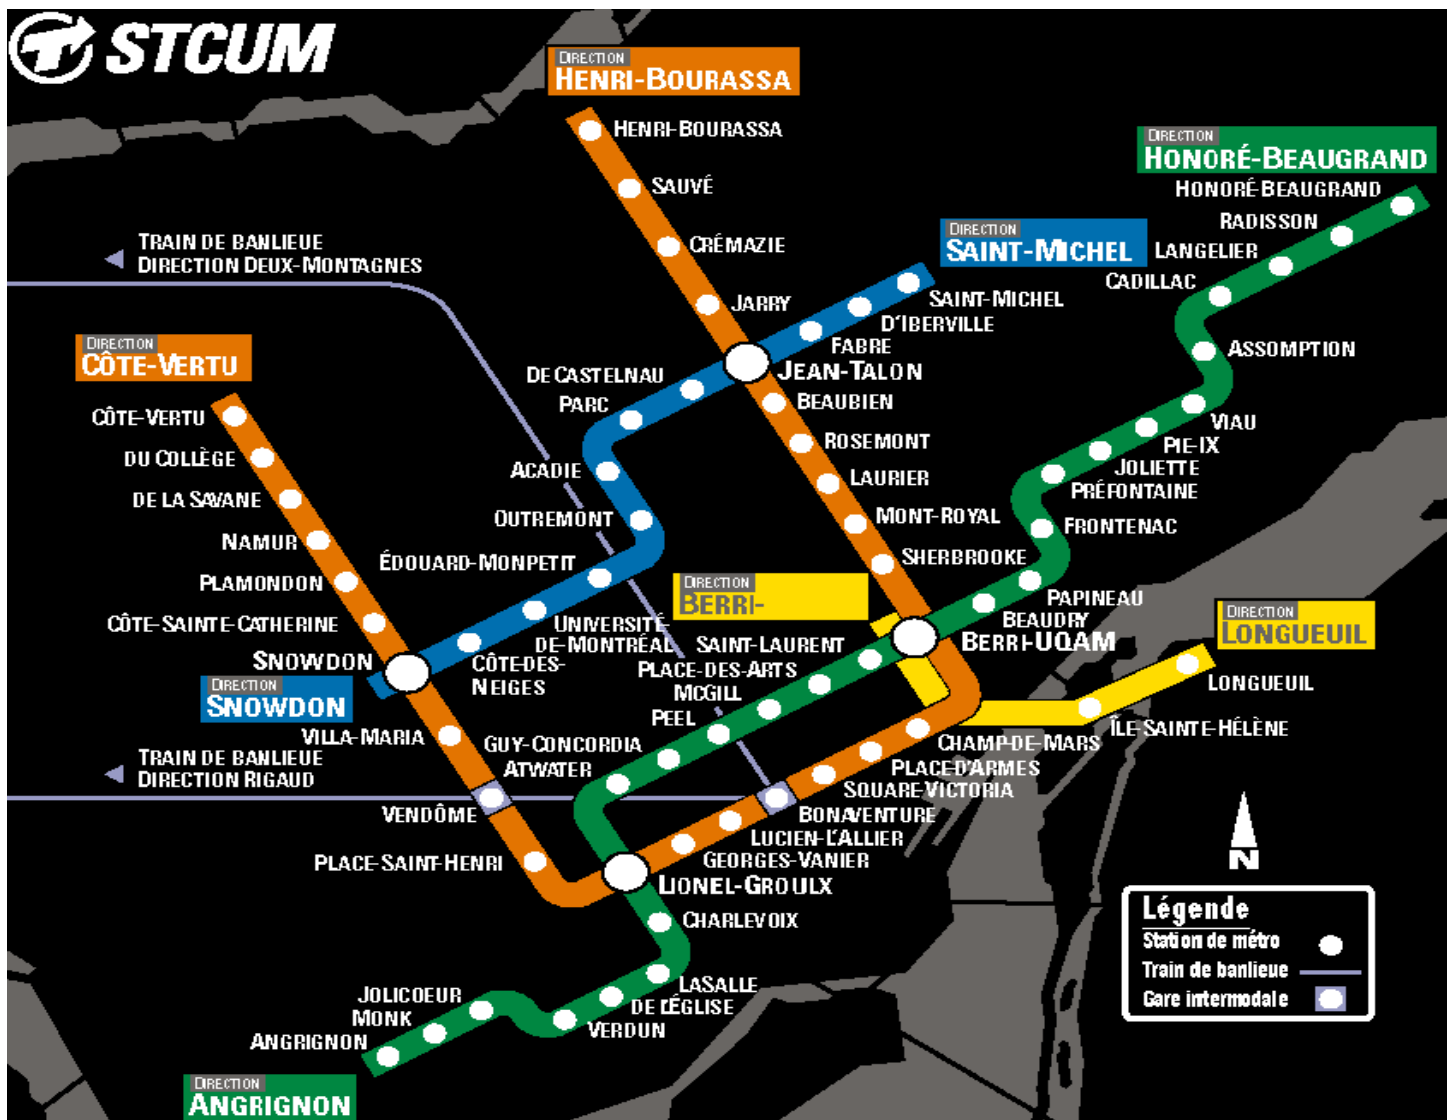 STCUM
DIRECTION
HENRI-BOURASSA
HENRI-BOURASSA
SAUVÉ
CRÉMAZIE
JARRY
JEAN-TALON
BEAUBIEN
ROSEMONT
LAURIER
MONT-ROYAL
SHERBROOKE
BERRI-UQAM
CHAMP-DE-MARS
PLACE D'ARMES
SQUARE-VICTORIA
BONAVENTURE
LUCIEN-L'ALLIER
GEORGES-VANIER
LIONEL-GROULX
PLACE-SAINT-HENRI
VENDÔME
VILLA-MARIA
SNOWDON
CÔTE-SAINTE-CATHERINE
PLAMONDON
NAMUR
DE LA SAVANE
DU COLLÈGE
CÔTE-VERTU
DIRECTION
CÔTE-VERTU
DIRECTION
HONORÉ-BEAUGRAND
HONORÉ-BEAUGRAND
RADISSON
LANGELIER
CADILLAC
ASSOMPTION
VIAU
PIE-IX
JOLIETTE
PRÉFONTAINE
FRONTENAC
PAPINEAU
BEAUDRY
SAINT-LAURENT
PLACE-DES-ARTS
MCGILL
PEEL
GUY-CONCORDIA
ATWATER
CHARLEVOIX
LASALLE
DE L'ÉGLISE
VERDUN
JOLICOEUR
MONK
ANGRIGNON
DIRECTION
ANGRIGNON
DIRECTION
SAINT-MICHEL
SAINT-MICHEL
D'IBERVILLE
FABRE
DE CASTELNAU
PARC
ACADIE
OUTREMONT
ÉDOUARD-MONPETIT
UNIVERSITÉ-
DE-MONTRÉAL
CÔTE-DES-
NEIGES
DIRECTION
SNOWDON
DIRECTION
BERRI-
DIRECTION
LONGUEUIL
LONGUEUIL
ÎLE-SAINTE-HÉLÈNE
TRAIN DE BANLIEUE
DIRECTION DEUX-MONTAGNES
TRAIN DE BANLIEUE
DIRECTION RIGAUD
N
Légende
Station de métro
Train de banlieue
Gare intermodale